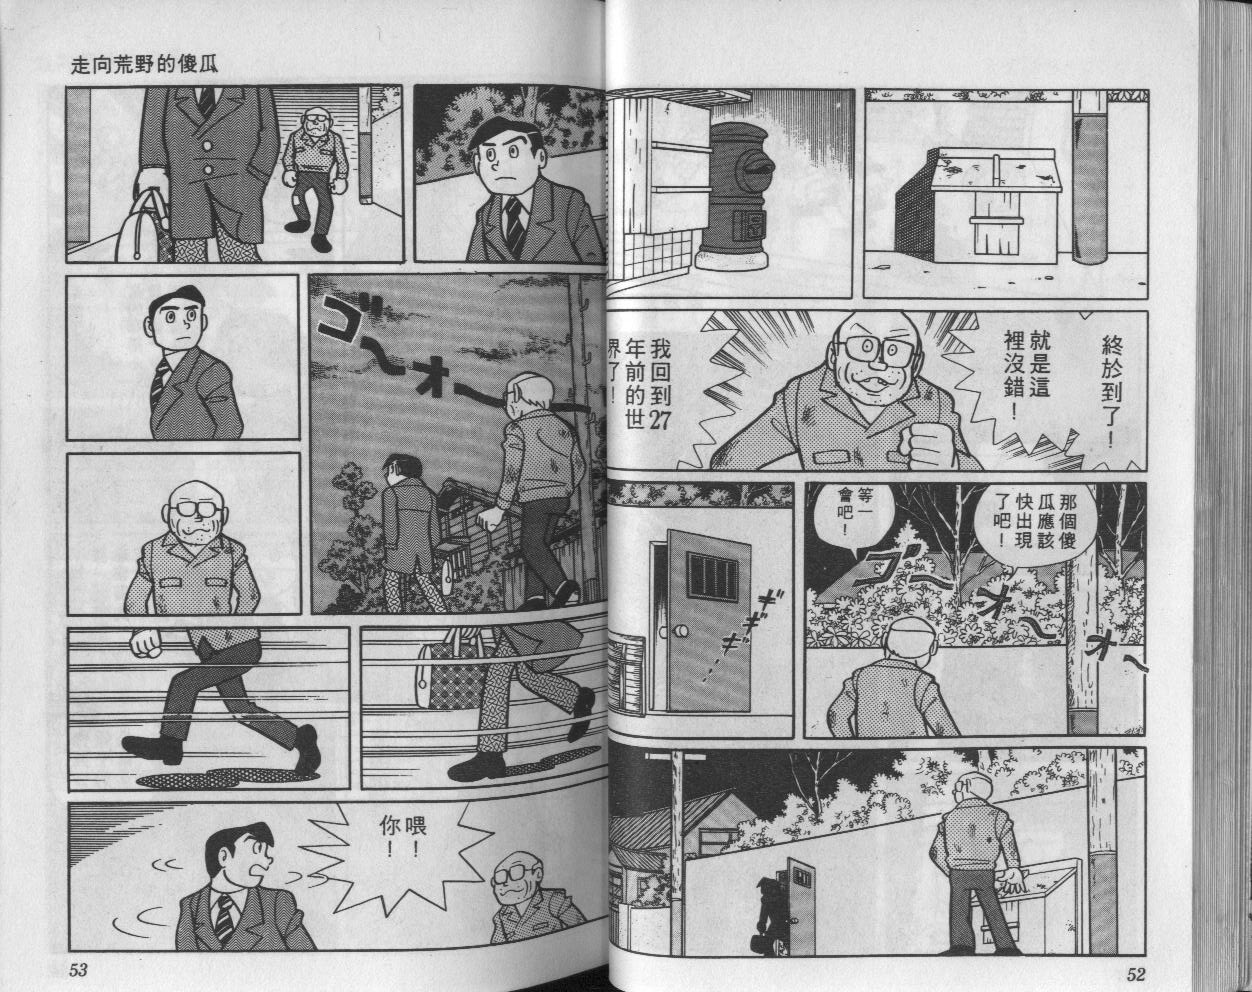 終於到了！
就是這
裡沒錯！
我回到27
年前的世
界了！
那個傻
瓜應該
快出現
了吧！
等一
會吧！
ゴ〜オ〜オ〜
ギギギ…
52
走向荒野的傻瓜
ゴ〜オ〜
喂！
你！
53